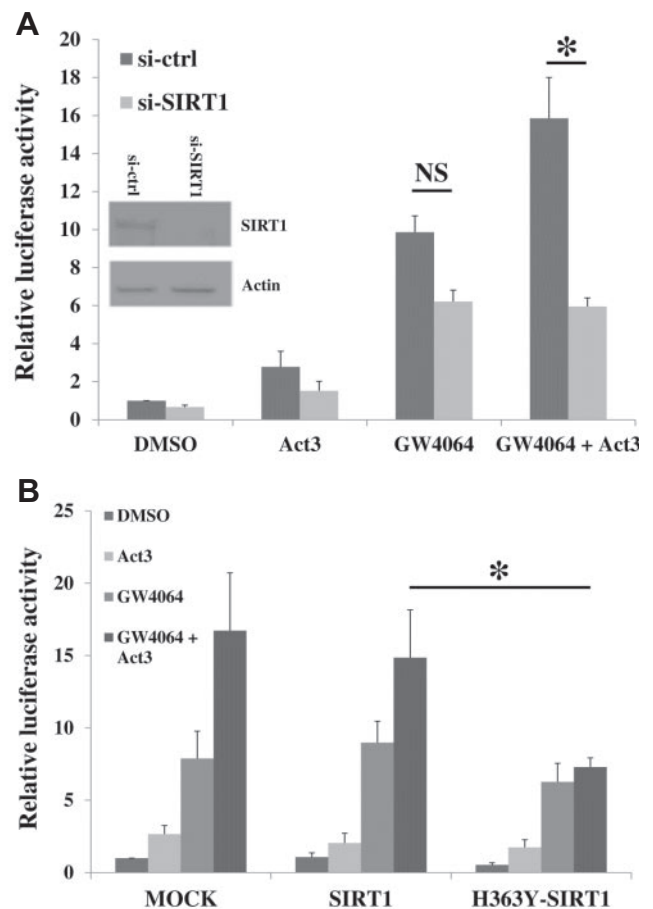 A
20
18
16
14
12
10
8
6
4
2
0
Relative luciferase activity
si-ctrl
si-SIRT1
si-ctrl
si-SIRT1
SIRT1
Actin
NS
*
DMSO
Act3
GW4064
GW4064 + Act3
B
25
20
15
10
5
0
Relative luciferase activity
DMSO
Act3
GW4064
GW4064 +
Act3
*
MOCK
SIRT1
H363Y-SIRT1